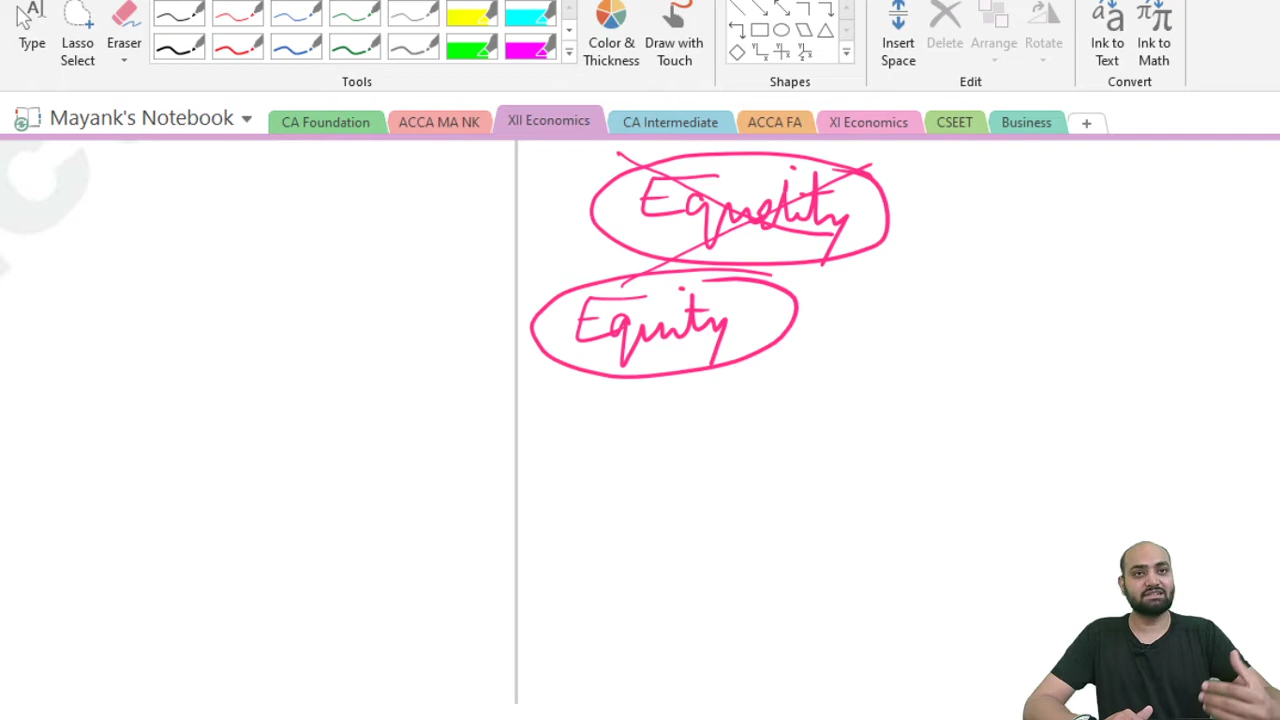 Type
Lasso Select
Eraser
Color & Thickness
Draw with Touch
Insert Space
Delete
Arrange
Rotate
Ink to Text
Ink to Math
Tools
Shapes
Edit
Convert
Mayank's Notebook
CA Foundation
ACCA MA NK
XII Economics
CA Intermediate
ACCA FA
XI Economics
CSEET
Business
Equality
Equity